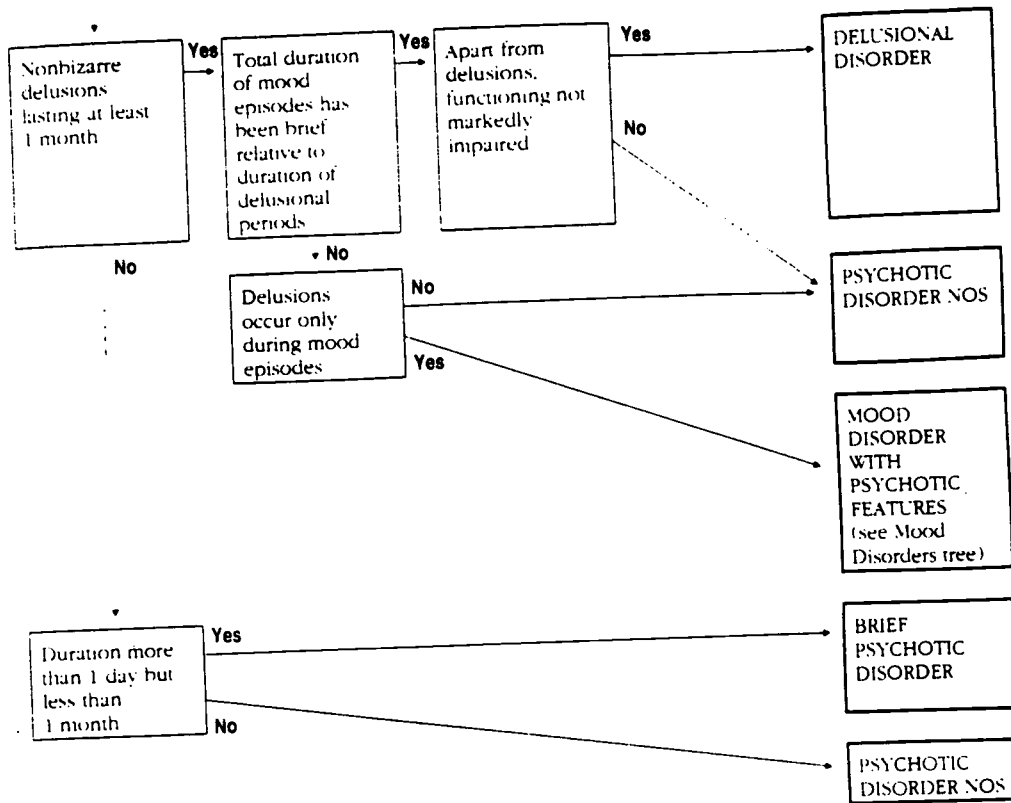 Nonbizarre
delusions
lasting at least
1 month
Yes
Total duration
of mood
episodes has
been brief
relative to
duration of
delusional
periods
Yes
Apart from
delusions,
functioning not
markedly
impaired
Yes
No
DELUSIONAL
DISORDER
No
No
Delusions
occur only
during mood
episodes
No
Yes
PSYCHOTIC
DISORDER NOS
MOOD
DISORDER
WITH
PSYCHOTIC
FEATURES
(see Mood
Disorders tree)
Duration more
than 1 day but
less than
1 month
Yes
No
BRIEF
PSYCHOTIC
DISORDER
PSYCHOTIC
DISORDER NOS